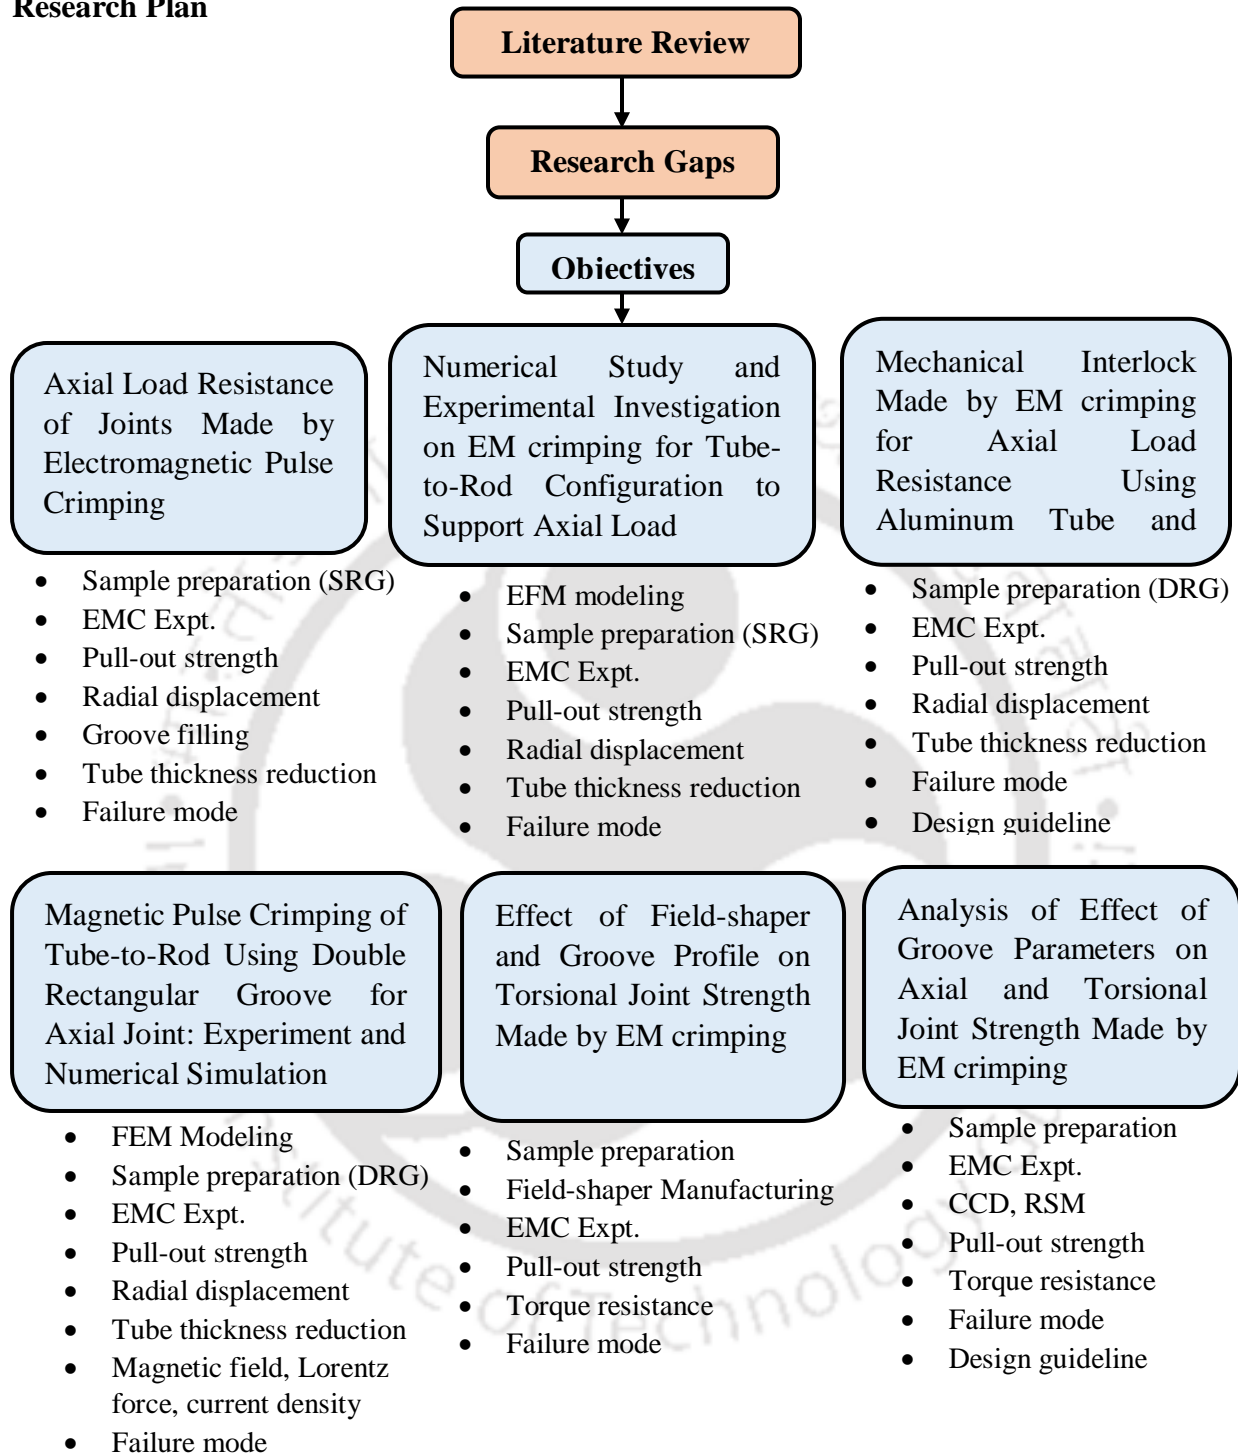 Research Plan
Literature Review
Research Gaps
Objectives
Axial Load Resistance
of Joints Made by
Electromagnetic Pulse
Crimping
• Sample preparation (SRG)
• EMC Expt.
• Pull-out strength
• Radial displacement
• Groove filling
• Tube thickness reduction
• Failure mode
Numerical Study and
Experimental Investigation
on EM crimping for Tube-
to-Rod Configuration to
Support Axial Load
• EFM modeling
• Sample preparation (SRG)
• EMC Expt.
• Pull-out strength
• Radial displacement
• Tube thickness reduction
• Failure mode
Mechanical Interlock
Made by EM crimping
for Axial Load
Resistance Using
Aluminum Tube and
• Sample preparation (DRG)
• EMC Expt.
• Pull-out strength
• Radial displacement
• Tube thickness reduction
• Failure mode
• Design guideline
Magnetic Pulse Crimping of
Tube-to-Rod Using Double
Rectangular Groove for
Axial Joint: Experiment and
Numerical Simulation
• FEM Modeling
• Sample preparation (DRG)
• EMC Expt.
• Pull-out strength
• Radial displacement
• Tube thickness reduction
• Magnetic field, Lorentz
force, current density
• Failure mode
Effect of Field-shaper
and Groove Profile on
Torsional Joint Strength
Made by EM crimping
• Sample preparation
• Field-shaper Manufacturing
• EMC Expt.
• Pull-out strength
• Torque resistance
• Failure mode
Analysis of Effect of
Groove Parameters on
Axial and Torsional
Joint Strength Made by
EM crimping
• Sample preparation
• EMC Expt.
• CCD, RSM
• Pull-out strength
• Torque resistance
• Failure mode
• Design guideline
nstitute of Technology